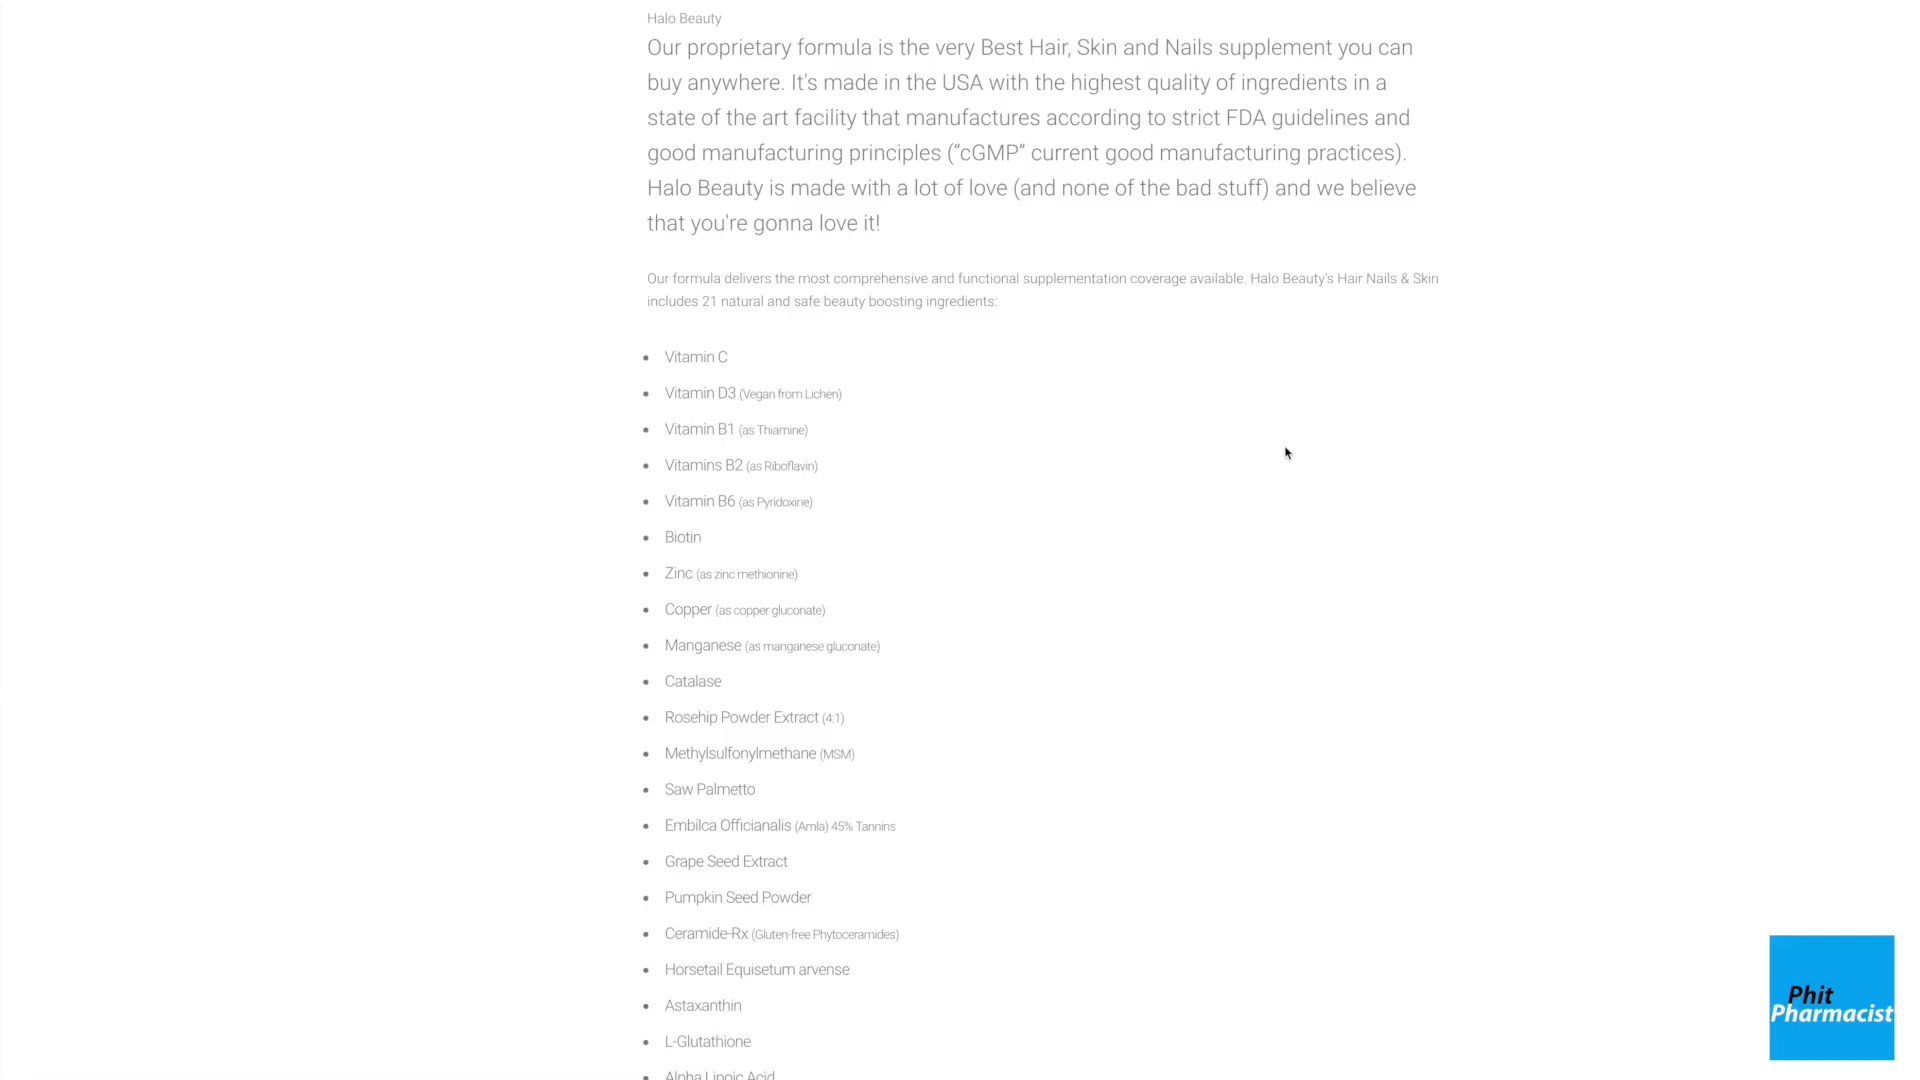 Halo Beauty
Our proprietary formula is the very Best Hair, Skin and Nails supplement you can
buy anywhere. It's made in the USA with the highest quality of ingredients in a
state of the art facility that manufactures according to strict FDA guidelines and
good manufacturing principles (“cGMP” current good manufacturing practices).
Halo Beauty is made with a lot of love (and none of the bad stuff) and we believe
that you're gonna love it!
Our formula delivers the most comprehensive and functional supplementation coverage available. Halo Beauty's Hair Nails & Skin
includes 21 natural and safe beauty boosting ingredients:
• Vitamin C
• Vitamin D3 (Vegan from Lichen)
• Vitamin B1 (as Thiamine)
• Vitamins B2 (as Riboflavin)
• Vitamin B6 (as Pyridoxine)
• Biotin
• Zinc (as zinc methionine)
• Copper (as copper gluconate)
• Manganese (as manganese gluconate)
• Catalase
• Rosehip Powder Extract (4:1)
• Methylsulfonylmethane (MSM)
• Saw Palmetto
• Embilca Officianalis (Amla) 45% Tannins
• Grape Seed Extract
• Pumpkin Seed Powder
• Ceramide-Rx (Gluten-free Phytoceramides)
• Horsetail Equisetum arvense
• Astaxanthin
• L-Glutathione
• Alpha Lipoic Acid
Phit
Pharmacist